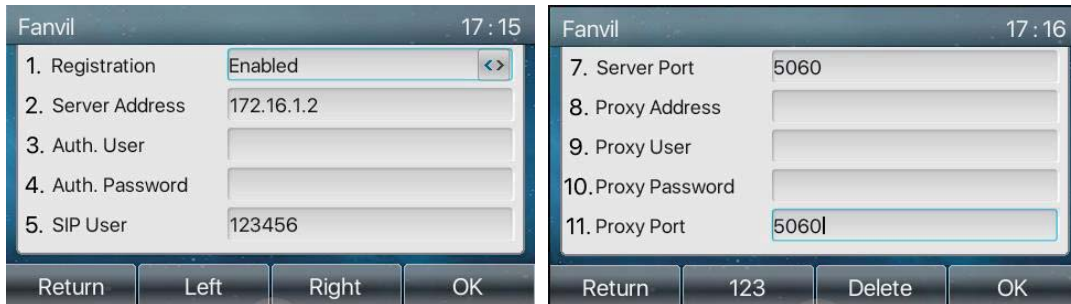 Fanvil 17:15
1. Registration Enabled <>
2. Server Address 172.16.1.2
3. Auth. User
4. Auth. Password
5. SIP User 123456
Return Left Right OK
Fanvil 17:16
7. Server Port 5060
8. Proxy Address
9. Proxy User
10. Proxy Password
11. Proxy Port 5060
Return 123 Delete OK